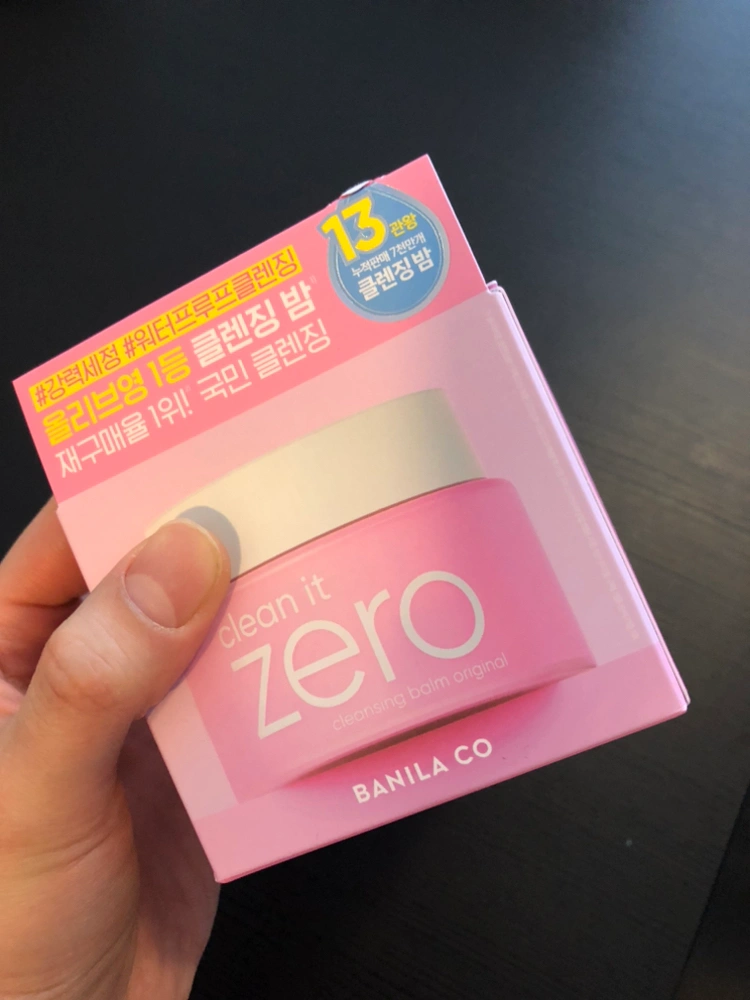 13 관왕
누적판매 7천만개
클렌징 밤
#강력세정 #워터프루프클렌징
올리브영 1등 클렌징 밤
재구매율 1위! 국민 클렌징
clean it
zero
cleansing balm original
BANILA CO